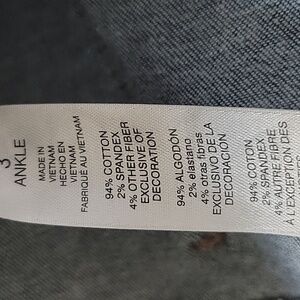 3
ANKLE
MADE IN
VIETNAM
HECHO EN
VIETNAM
FABRIQUÉ AU VIETNAM
94% COTTON
2% SPANDEX
4% OTHER FIBER
EXCLUSIVE OF
DECORATION
94% ALGODÓN
2% elastano
4% otras fibras
EXCLUSIVO DE LA
DECORACIÓN
94% COTON
2% SPANDEX
4% AUTRE FIBRE
À L'EXCEPTION DES